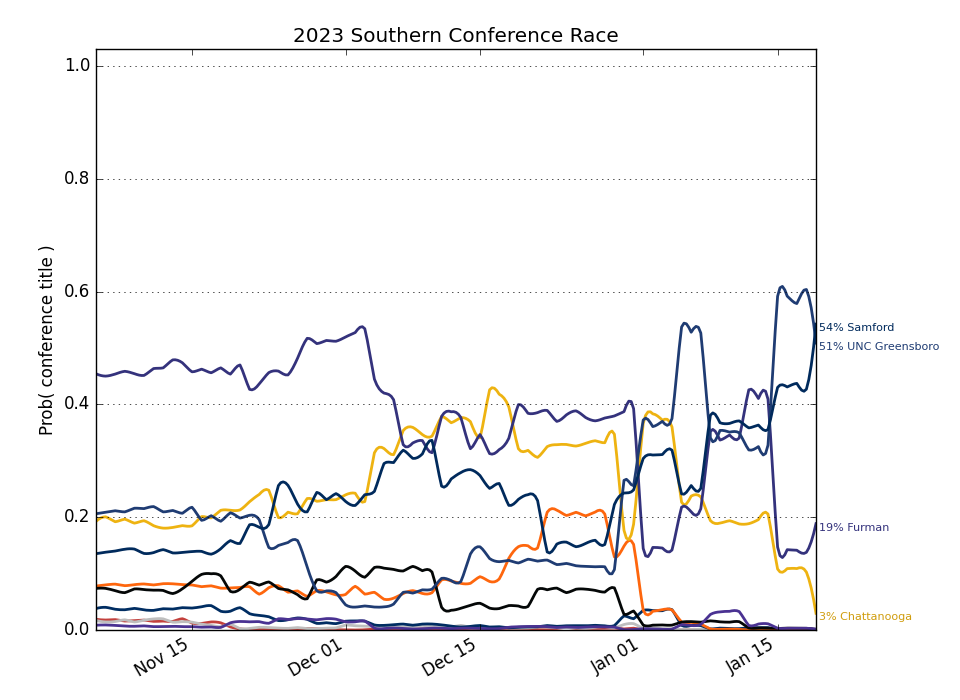 2023 Southern Conference Race
Prob( conference title )
1.0
0.8
0.6
0.4
0.2
0.0
54% Samford
51% UNC Greensboro
19% Furman
3% Chattanooga
Nov 15
Dec 01
Dec 15
Jan 01
Jan 15